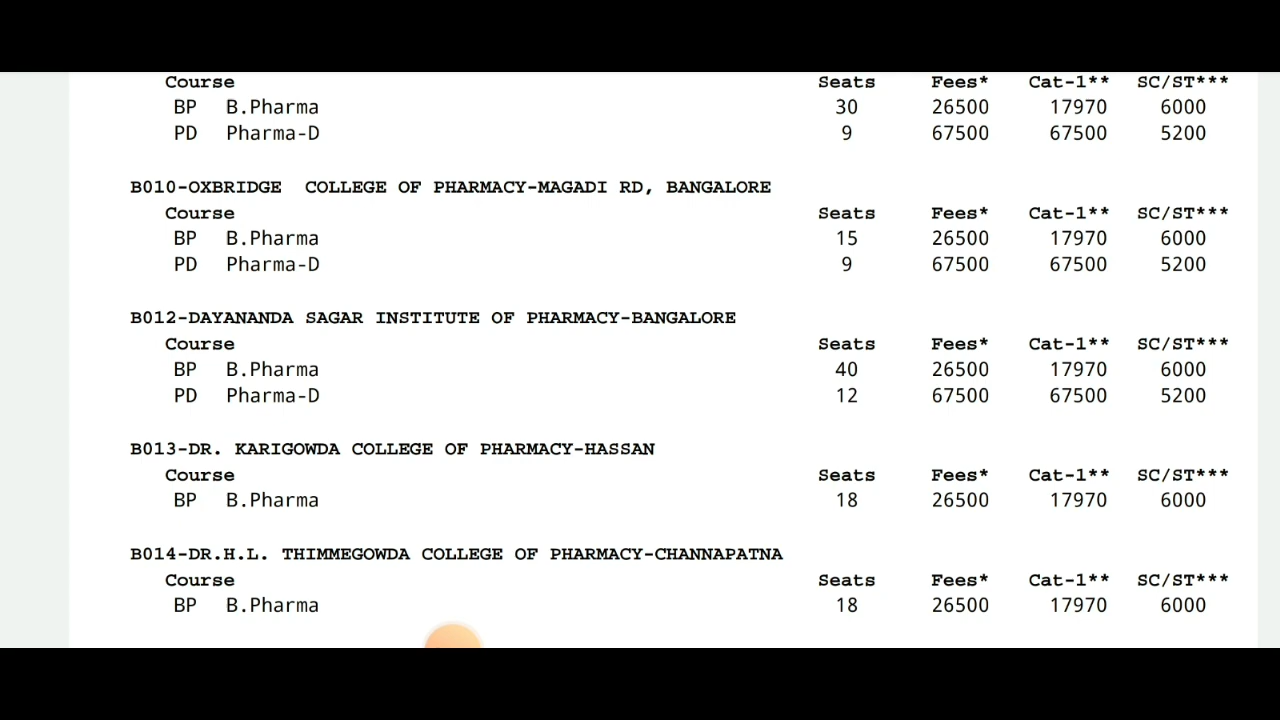 Course Seats Fees* Cat-1** SC/ST***
BP B.Pharma 30 26500 17970 6000
PD Pharma-D 9 67500 67500 5200
B010-OXBRIDGE COLLEGE OF PHARMACY-MAGADI RD, BANGALORE
Course Seats Fees* Cat-1** SC/ST***
BP B.Pharma 15 26500 17970 6000
PD Pharma-D 9 67500 67500 5200
B012-DAYANANDA SAGAR INSTITUTE OF PHARMACY-BANGALORE
Course Seats Fees* Cat-1** SC/ST***
BP B.Pharma 40 26500 17970 6000
PD Pharma-D 12 67500 67500 5200
B013-DR. KARIGOWDA COLLEGE OF PHARMACY-HASSAN
Course Seats Fees* Cat-1** SC/ST***
BP B.Pharma 18 26500 17970 6000
B014-DR.H.L. THIMMEGOWDA COLLEGE OF PHARMACY-CHANNAPATNA
Course Seats Fees* Cat-1** SC/ST***
BP B.Pharma 18 26500 17970 6000